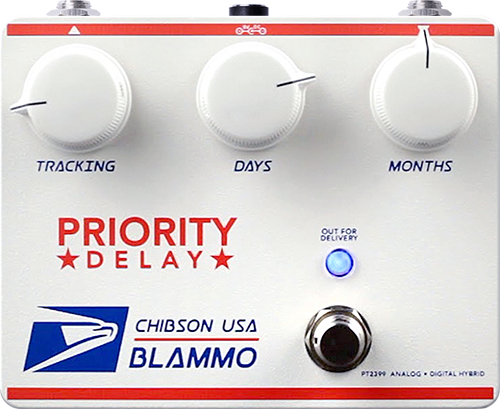 TRACKING
DAYS
MONTHS
PRIORITY
★DELAY★
OUT FOR
DELIVERY
CHIBSON USA
BLAMMO
PT2399 ANALOG • DIGITAL HYBRID